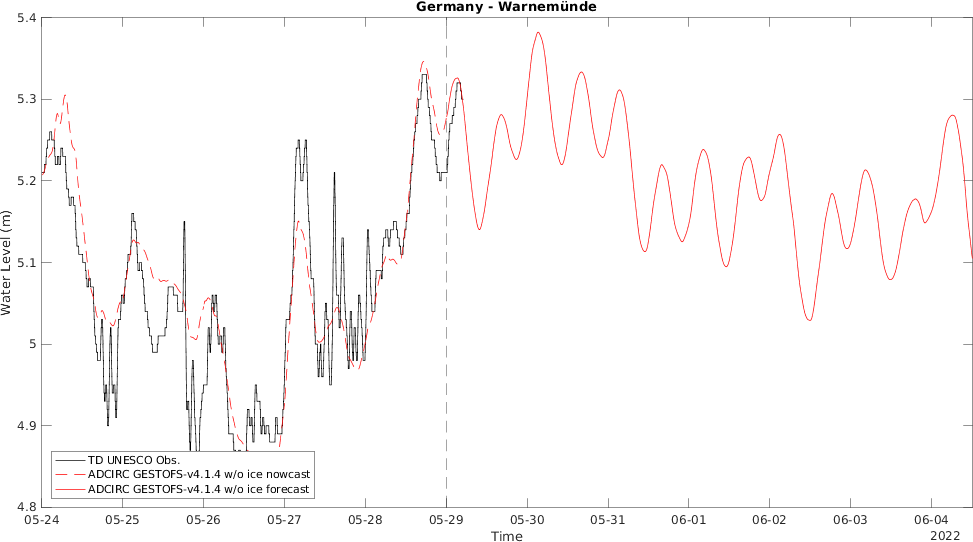 Germany - Warnemünde
Water Level (m)
5.4
5.3
5.2
5.1
5
4.9
4.8
TD UNESCO Obs.
ADCIRC GESTOFS-v4.1.4 w/o ice nowcast
ADCIRC GESTOFS-v4.1.4 w/o ice forecast
05-24 05-25 05-26 05-27 05-28 05-29 05-30 05-31 06-01 06-02 06-03 06-04
Time
2022